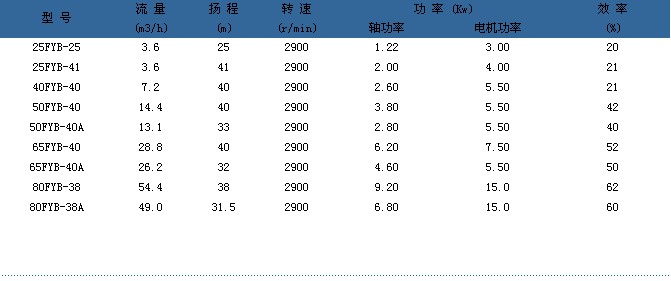 型 号 流 量 扬 程 转 速 功 率 (Kw) 效 率
(m3/h) (m) (r/min) 轴功率 电机功率 (%)
25FYB-25 3.6 25 2900 1.22 3.00 20
25FYB-41 3.6 41 2900 2.00 4.00 21
40FYB-40 7.2 40 2900 2.60 5.50 21
50FYB-40 14.4 40 2900 3.80 5.50 42
50FYB-40A 13.1 33 2900 2.80 5.50 40
65FYB-40 28.8 40 2900 6.20 7.50 52
65FYB-40A 26.2 32 2900 4.60 5.50 50
80FYB-38 54.4 38 2900 9.20 15.0 62
80FYB-38A 49.0 31.5 2900 6.80 15.0 60